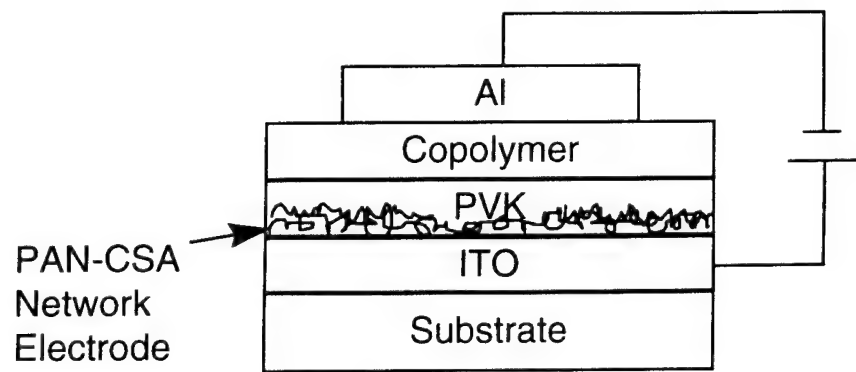 Al
Copolymer
PVK
ITO
Substrate
PAN-CSA
Network
Electrode